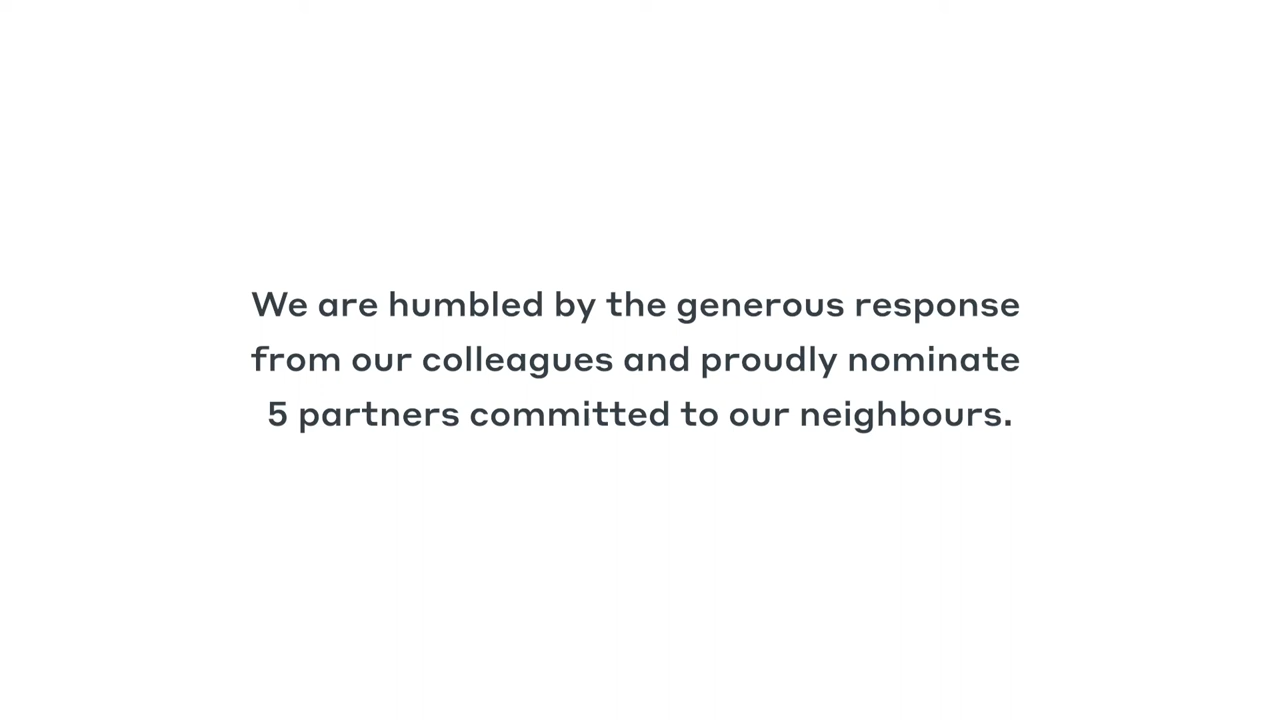 We are humbled by the generous response
from our colleagues and proudly nominate
5 partners committed to our neighbours.